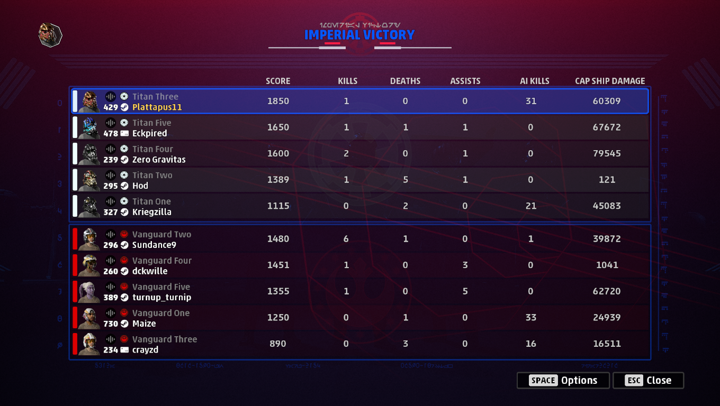 IMPERIAL VICTORY
SCORE KILLS DEATHS ASSISTS AI KILLS CAP SHIP DAMAGE
Titan Three
429 Plattapus11 1850 1 0 0 31 60309
Titan Five
478 Eckpired 1650 1 1 1 0 67672
Titan Four
239 Zero Gravitas 1600 2 0 1 0 79545
Titan Two
295 Hod 1389 1 5 1 0 121
Titan One
327 Kriegzilla 1115 0 2 0 21 45083
Vanguard Two
296 Sundance9 1480 6 1 0 1 39872
Vanguard Four
260 dckwille 1451 1 0 3 0 1041
Vanguard Five
389 turnup_turnip 1355 1 0 5 0 62720
Vanguard One
730 Maize 1250 0 1 0 33 24939
Vanguard Three
234 crayzd 890 0 3 0 16 16511
SPACE Options ESC Close